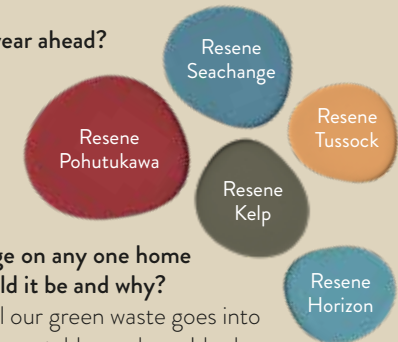 year ahead?
Resene
Seachange
Resene
Tussock
Resene
Pohutukawa
Resene
Kelp
ge on any one home
ld it be and why?
Resene
Horizon
l our green waste goes into